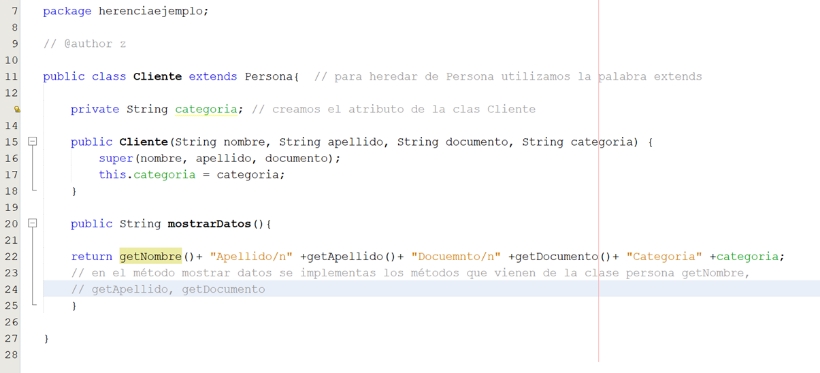 7 package herenciaejemplo;
8
9 // @author z
10
11 public class Cliente extends Persona{  // para heredar de Persona utilizamos la palabra extends
12
private String categoria; // creamos el atributo de la clas Cliente
14
15 public Cliente(String nombre, String apellido, String documento, String categoria) {
16 super(nombre, apellido, documento);
17 this.categoria = categoria;
18 }
19
20 public String mostrarDatos(){
21
22 return getNombre()+ "Apellido/n" +getApellido()+ "Docuemnto/n" +getDocumento()+ "Categoria" +categoria;
23 // en el método mostrar datos se implementas los métodos que vienen de la clase persona getNombre,
24 // getApellido, getDocumento
25 }
26
27 }
28